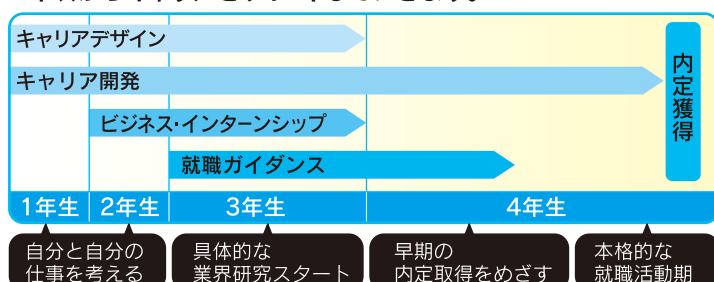 キャリアデザイン
キャリア開発
ビジネス・インターンシップ
就職ガイダンス
内定獲得
1年生
2年生
3年生
4年生
自分と自分の
仕事を考える
具体的な
業界研究スタート
早期の
内定取得をめざす
本格的な
就職活動期